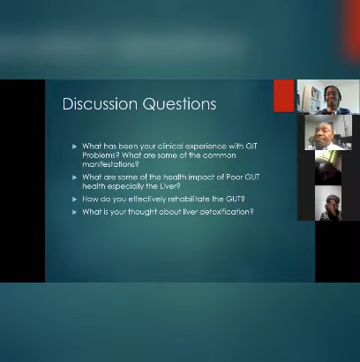 Discussion Questions
What has been your clinical experience with GIT
Problems? What are some of the common
manifestations?
What are some of the health impact of Poor GUT
health especially the Liver?
How do you effectively rehabilitate the GUT?
What is your thought about liver detoxification?